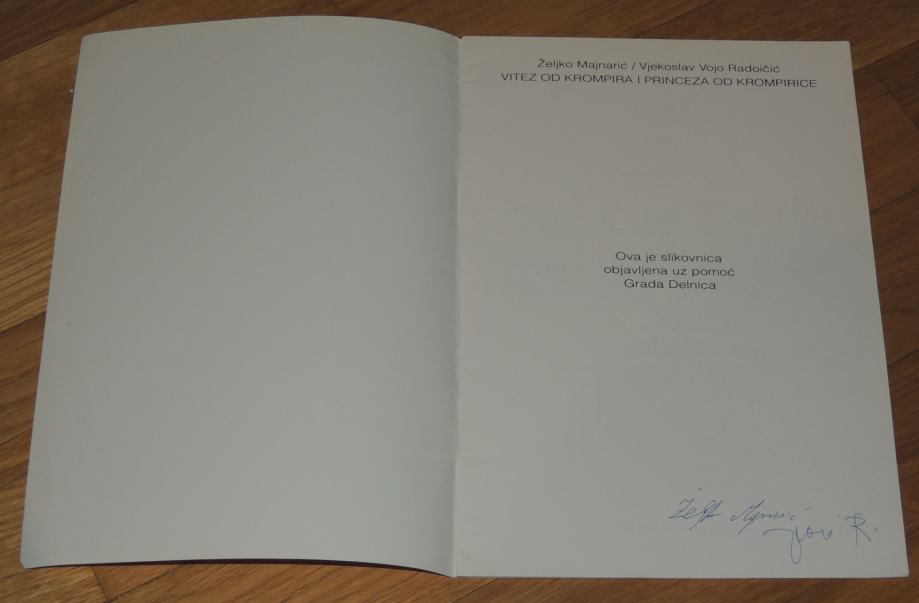 Željko Majnarić / Vjekoslav Vojo Radoičić
VITEZ OD KROMPIRA I PRINCEZA OD KROMPIRICE
Ova je slikovnica
objavljena uz pomoć
Grada Delnica